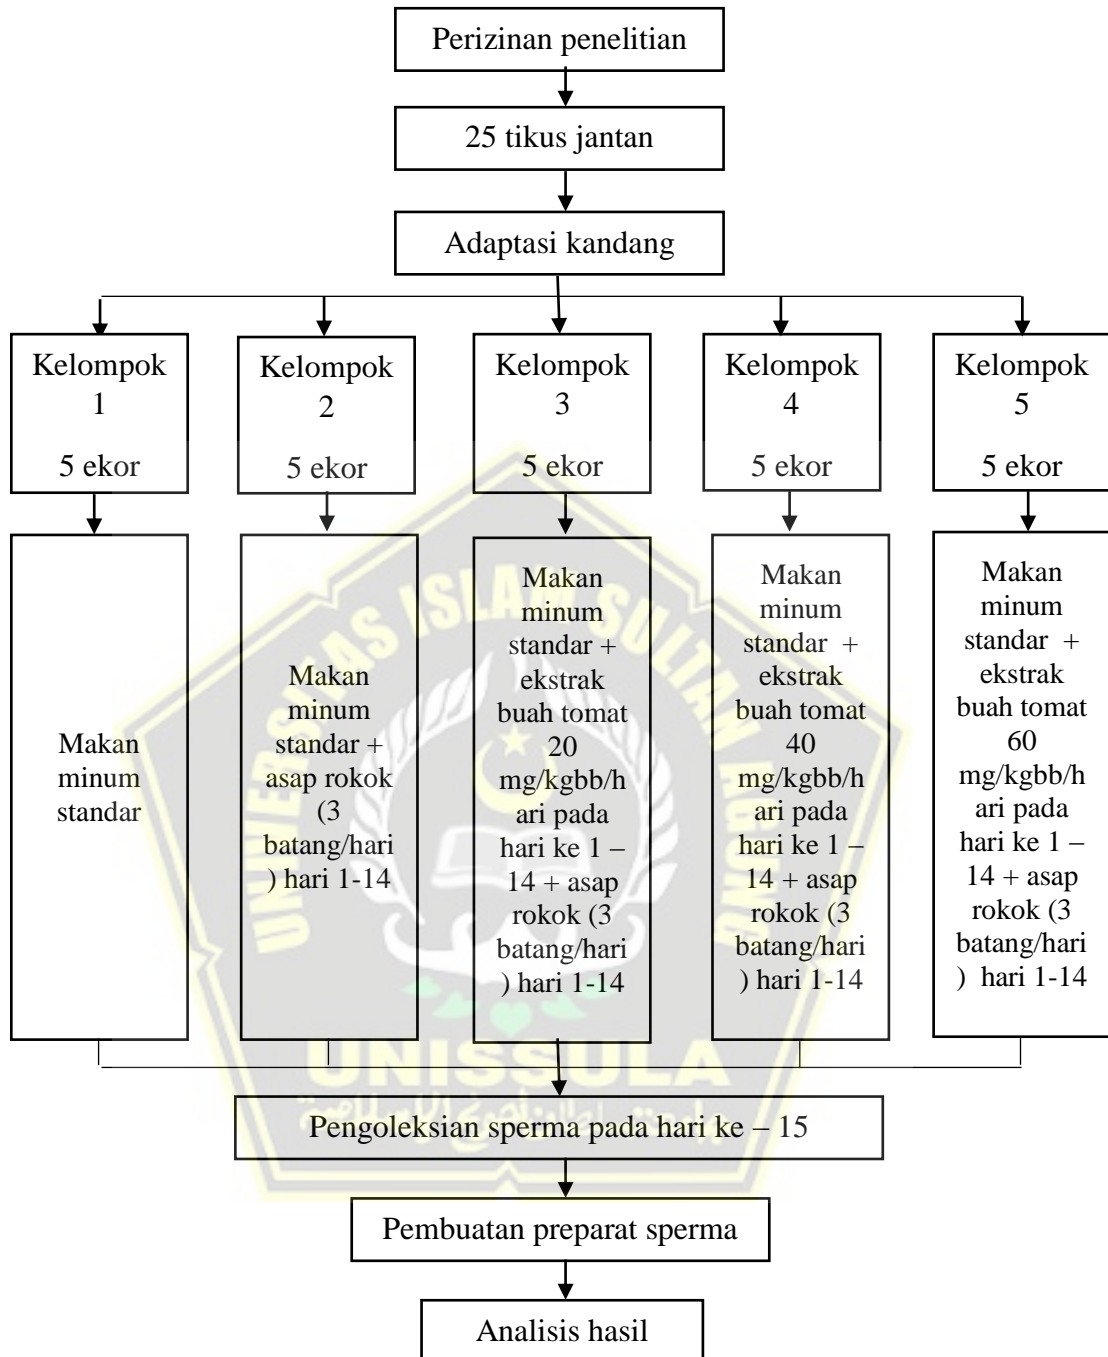 Perizinan penelitian
25 tikus jantan
Adaptasi kandang
Kelompok
1
5 ekor
Kelompok
2
5 ekor
Kelompok
3
5 ekor
Kelompok
4
5 ekor
Kelompok
5
5 ekor
Makan
minum
standar
Makan
minum
standar +
asap rokok
(3
batang/hari
) hari 1-14
Makan
minum
standar +
ekstrak
buah tomat
20
mg/kgbb/h
ari pada
hari ke 1 –
14 + asap
rokok (3
batang/hari
) hari 1-14
Makan
minum
standar +
ekstrak
buah tomat
40
mg/kgbb/h
ari pada
hari ke 1 –
14 + asap
rokok (3
batang/hari
) hari 1-14
Makan
minum
standar +
ekstrak
buah tomat
60
mg/kgbb/h
ari pada
hari ke 1 –
14 + asap
rokok (3
batang/hari
) hari 1-14
UNIVERSITAS ISLAM SULTAN AGUNG
UNISSULA
Pengoleksian sperma pada hari ke – 15
Pembuatan preparat sperma
Analisis hasil